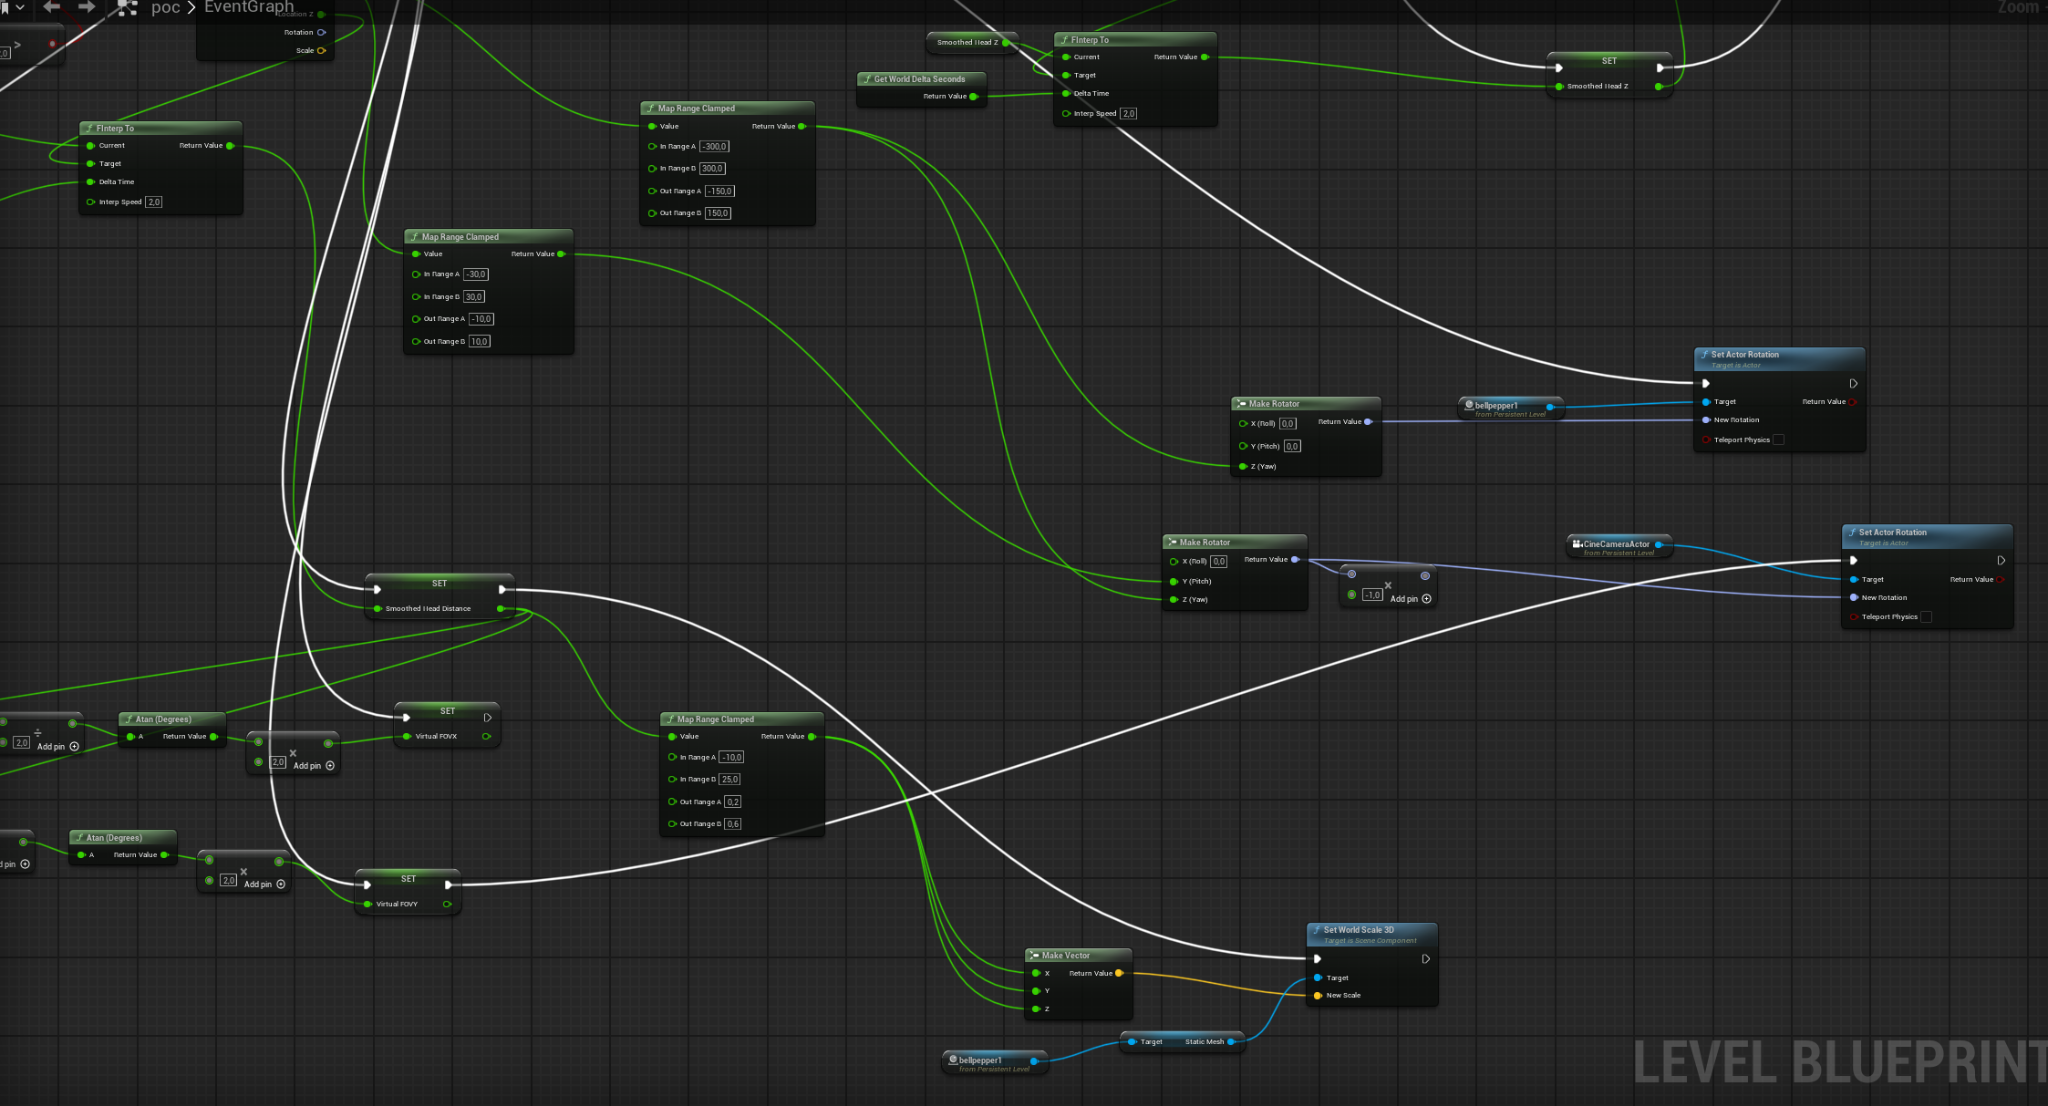 poc > EventGraph
Zoom
Location Z
Rotation
Scale
>
FInterp To
Current
Return Value
Target
Delta Time
Interp Speed 2,0
Map Range Clamped
Value
Return Value
In Range A -300,0
In Range B 300,0
Out Range A -150,0
Out Range B 150,0
Smoothed Head Z
Get World Delta Seconds
Return Value
FInterp To
Current
Return Value
Target
Delta Time
Interp Speed 2,0
SET
Smoothed Head Z
Map Range Clamped
Value
Return Value
In Range A -30,0
In Range B 30,0
Out Range A -10,0
Out Range B 10,0
Make Rotator
X (Roll) 0,0
Return Value
Y (Pitch) 0,0
Z (Yaw)
bellpepper1
from Persistent Level
Set Actor Rotation
Target is Actor
Target
Return Value
New Rotation
Teleport Physics
Make Rotator
X (Roll) 0,0
Return Value
Y (Pitch)
Z (Yaw)
×
-1,0
Add pin
CineCameraActor
from Persistent Level
Set Actor Rotation
Target is Actor
Target
Return Value
New Rotation
Teleport Physics
SET
Smoothed Head Distance
÷
2,0
Add pin
Atan (Degrees)
A
Return Value
×
2,0
Add pin
SET
Virtual FOVX
Map Range Clamped
Value
Return Value
In Range A -10,0
In Range B 25,0
Out Range A 0,2
Out Range B 0,6
pin
Atan (Degrees)
A
Return Value
×
2,0
Add pin
SET
Virtual FOVY
Make Vector
X
Return Value
Y
Z
Set World Scale 3D
Target is Scene Component
Target
New Scale
Target
Static Mesh
bellpepper1
from Persistent Level
LEVEL BLUEPRINT